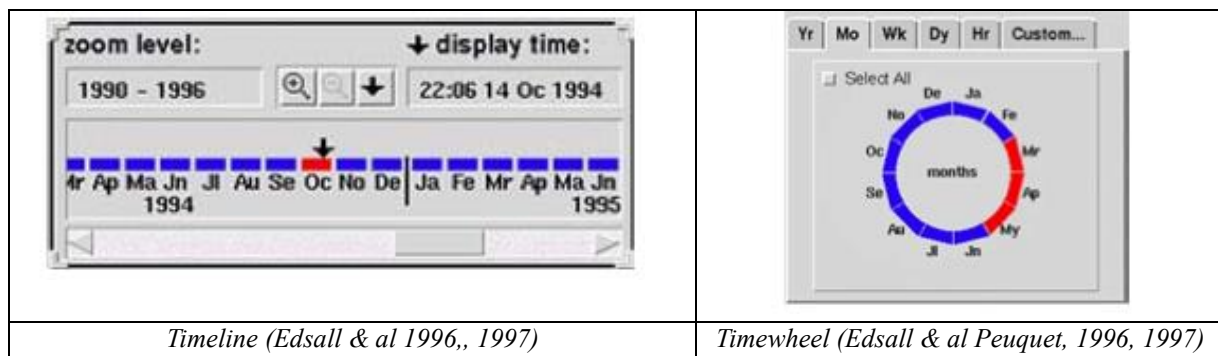 zoom level:
display time:
1990 - 1996
22:06 14 Oc 1994
Ap Ma Jn Jl Au Se Oc No De Ja Fe Mr Ap Ma Jn
1994
1995
Yr Mo Wk Dy Hr Custom...
Select All
De Ja
No Fe
Oc Mr
months
Se Ap
Au My
Jl Jn
Timeline (Edsall & al 1996,, 1997)
Timewheel (Edsall & al Peuquet, 1996, 1997)